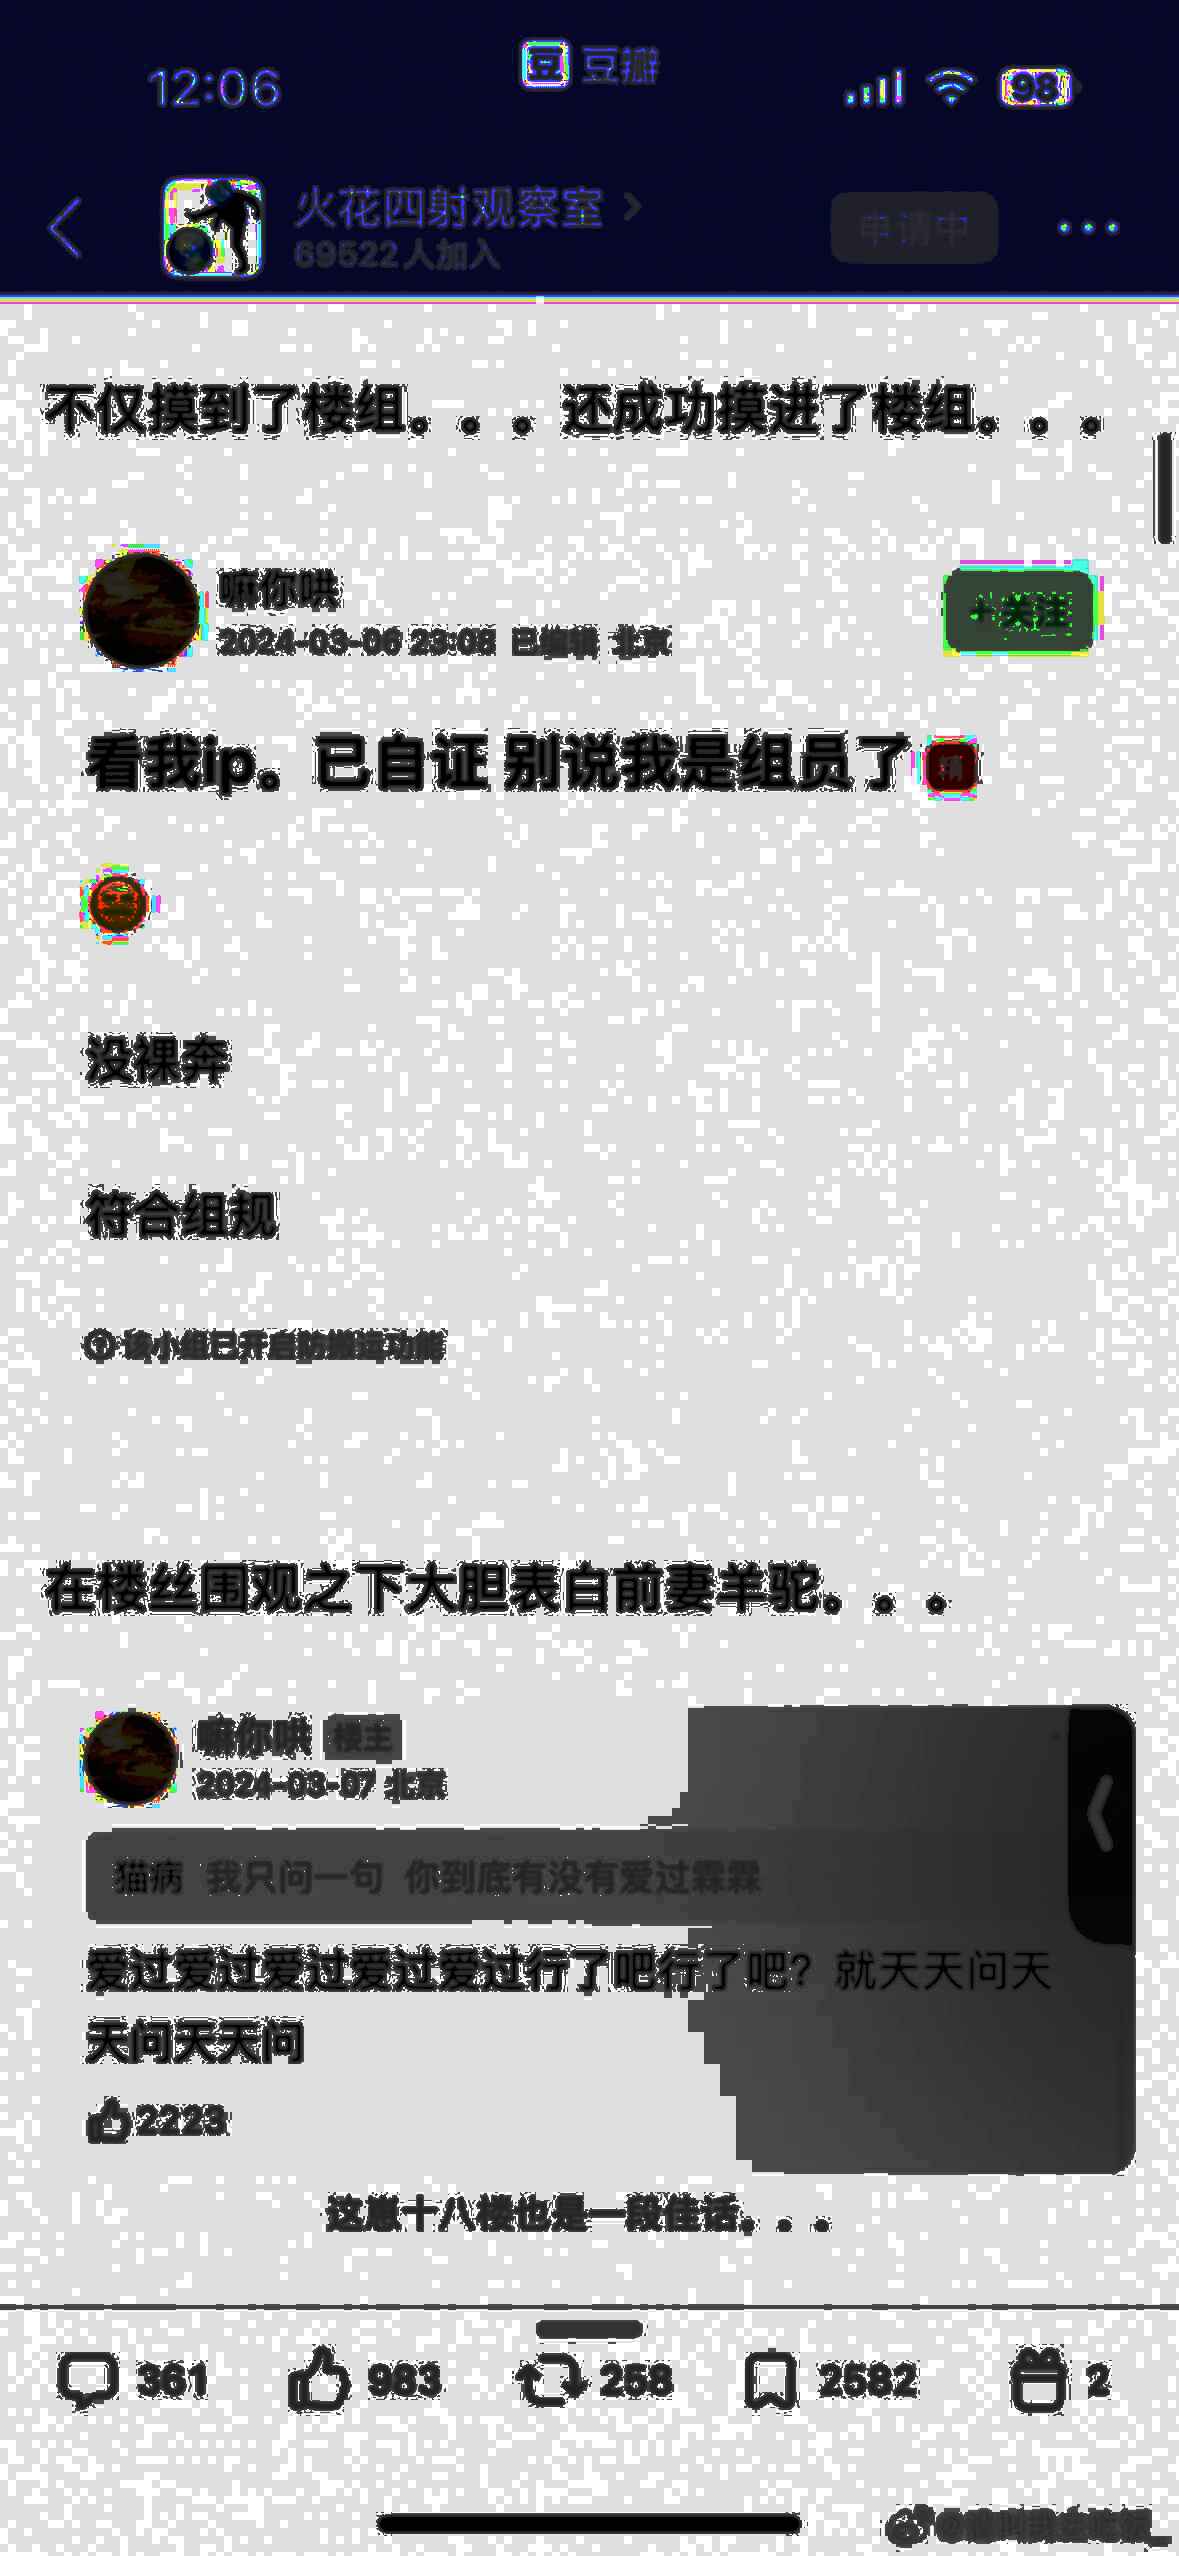 12:06
豆 豆瓣
98
火花四射观察室
69522人加入
申请中
不仅摸到了楼组。。。还成功摸进了楼组。。。
嘛你哄
2024-03-06 23:08 已编辑 北京
+关注
看我ip。已自证 别说我是组员了
没裸奔
符合组规
该小组已开启防搬运功能
在楼丝围观之下大胆表白前妻羊驼。。。
嘛你哄 楼主
2024-03-07 北京
猫病 我只问一句 你到底有没有爱过霖霖
爱过爱过爱过爱过爱过行了吧行了吧？就天天问天
天问天天问
2223
这崽十八楼也是一段佳话。。。
361
983
258
2582
2